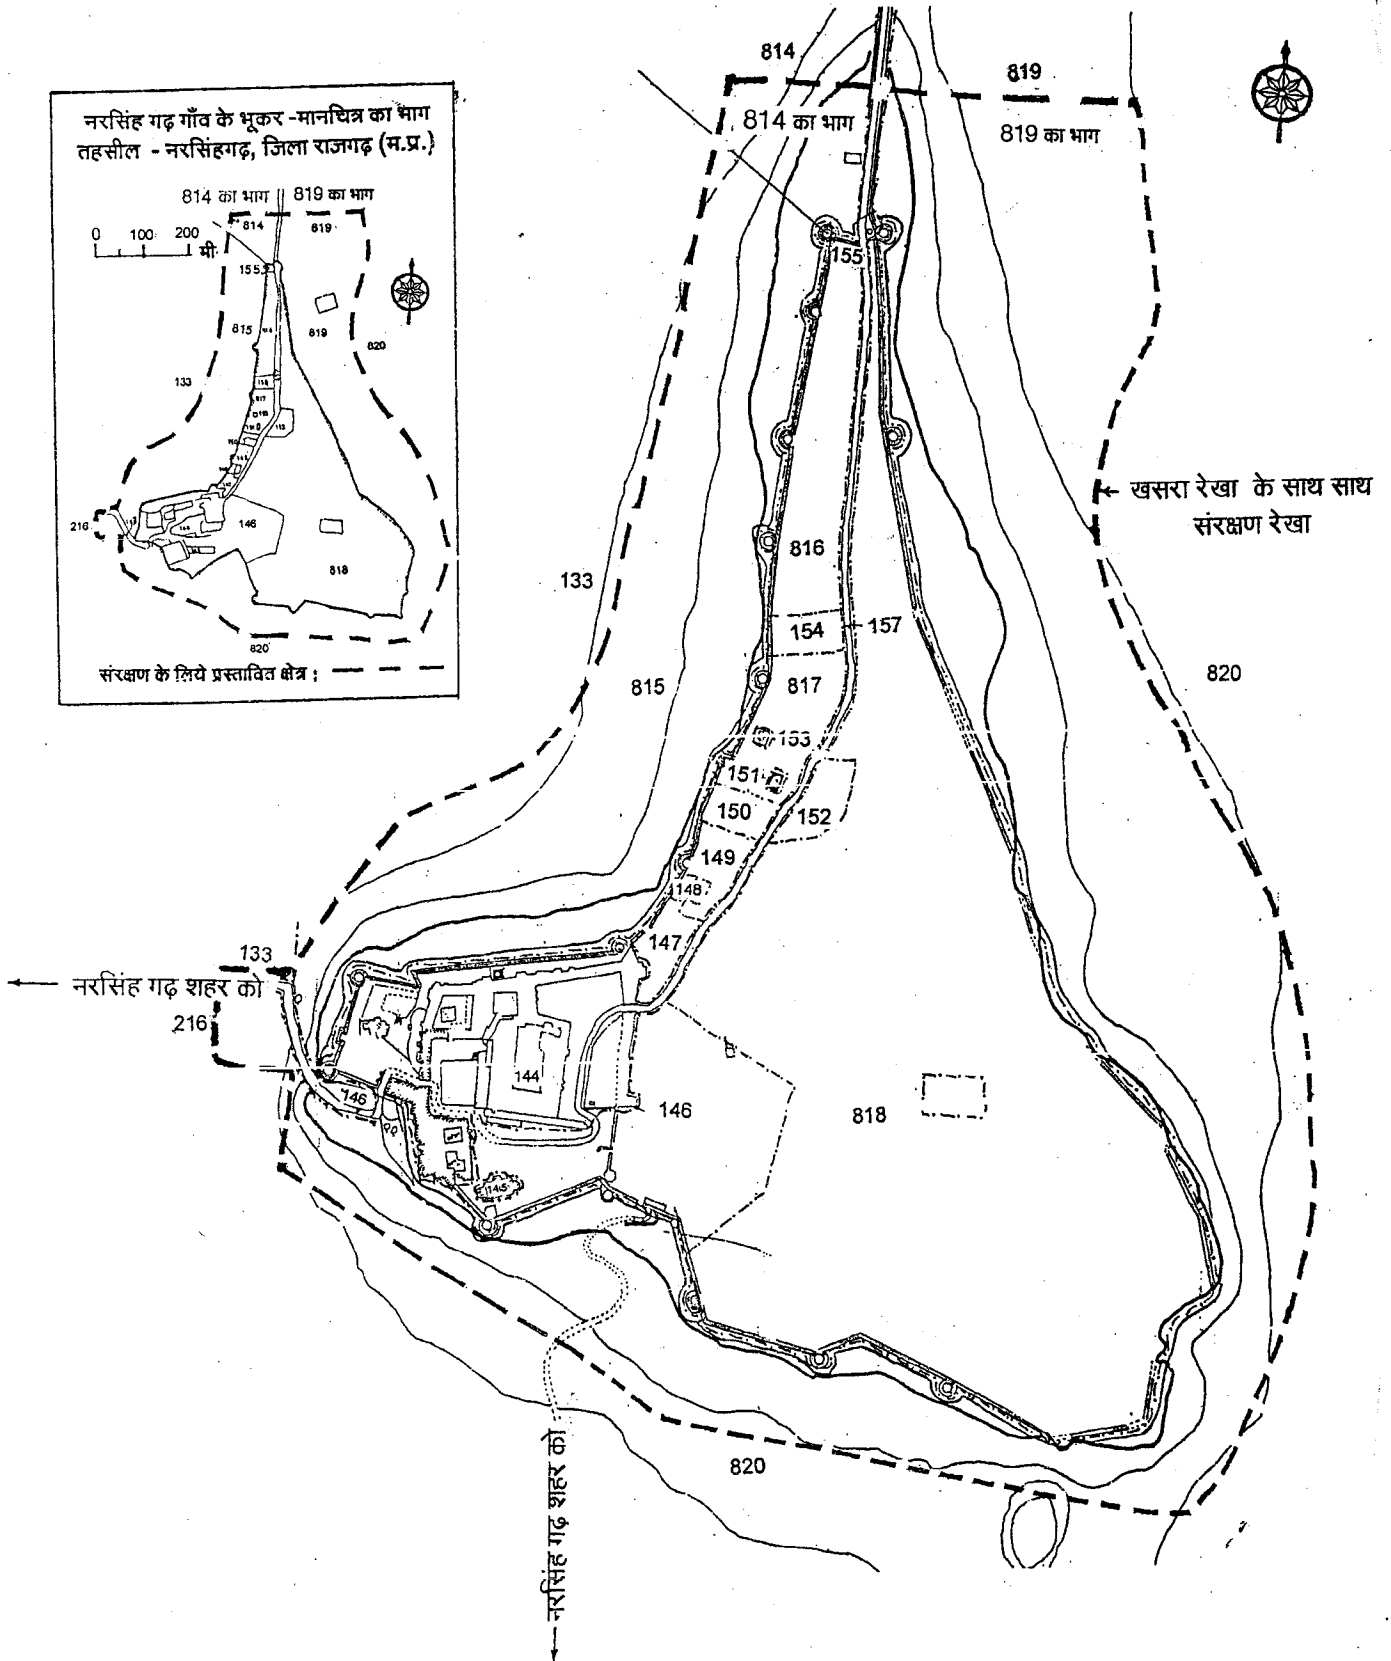 नरसिंह गढ़ गाँव के भूकर -मानचित्र का भाग
तहसील - नरसिंहगढ़, जिला राजगढ़ (म.प्र.)
814 का भाग 819 का भाग
814 819
0 100 200 मी
155
815 819
820
133
216 146
818
820
संरक्षण के लिये प्रस्तावित क्षेत्र :
814 819
814 का भाग 819 का भाग
155
खसरा रेखा के साथ साथ
संरक्षण रेखा
133
816
154 157
815 817 820
153
151
150 152
149
148
147
133
नरसिंह गढ़ शहर को
216
144
146
146 818
145
820
नरसिंह गढ़ शहर को